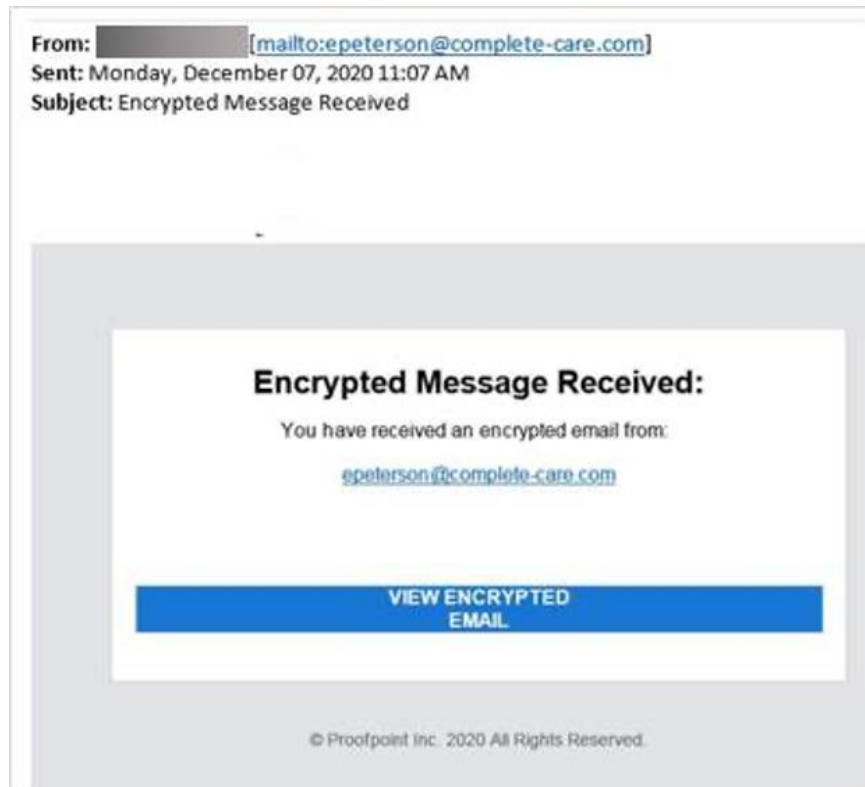 From: [mailto:epeterson@complete-care.com]
Sent: Monday, December 07, 2020 11:07 AM
Subject: Encrypted Message Received
Encrypted Message Received:
You have received an encrypted email from:
epeterson@complete-care.com
VIEW ENCRYPTED
EMAIL
© Proofpoint Inc. 2020 All Rights Reserved.